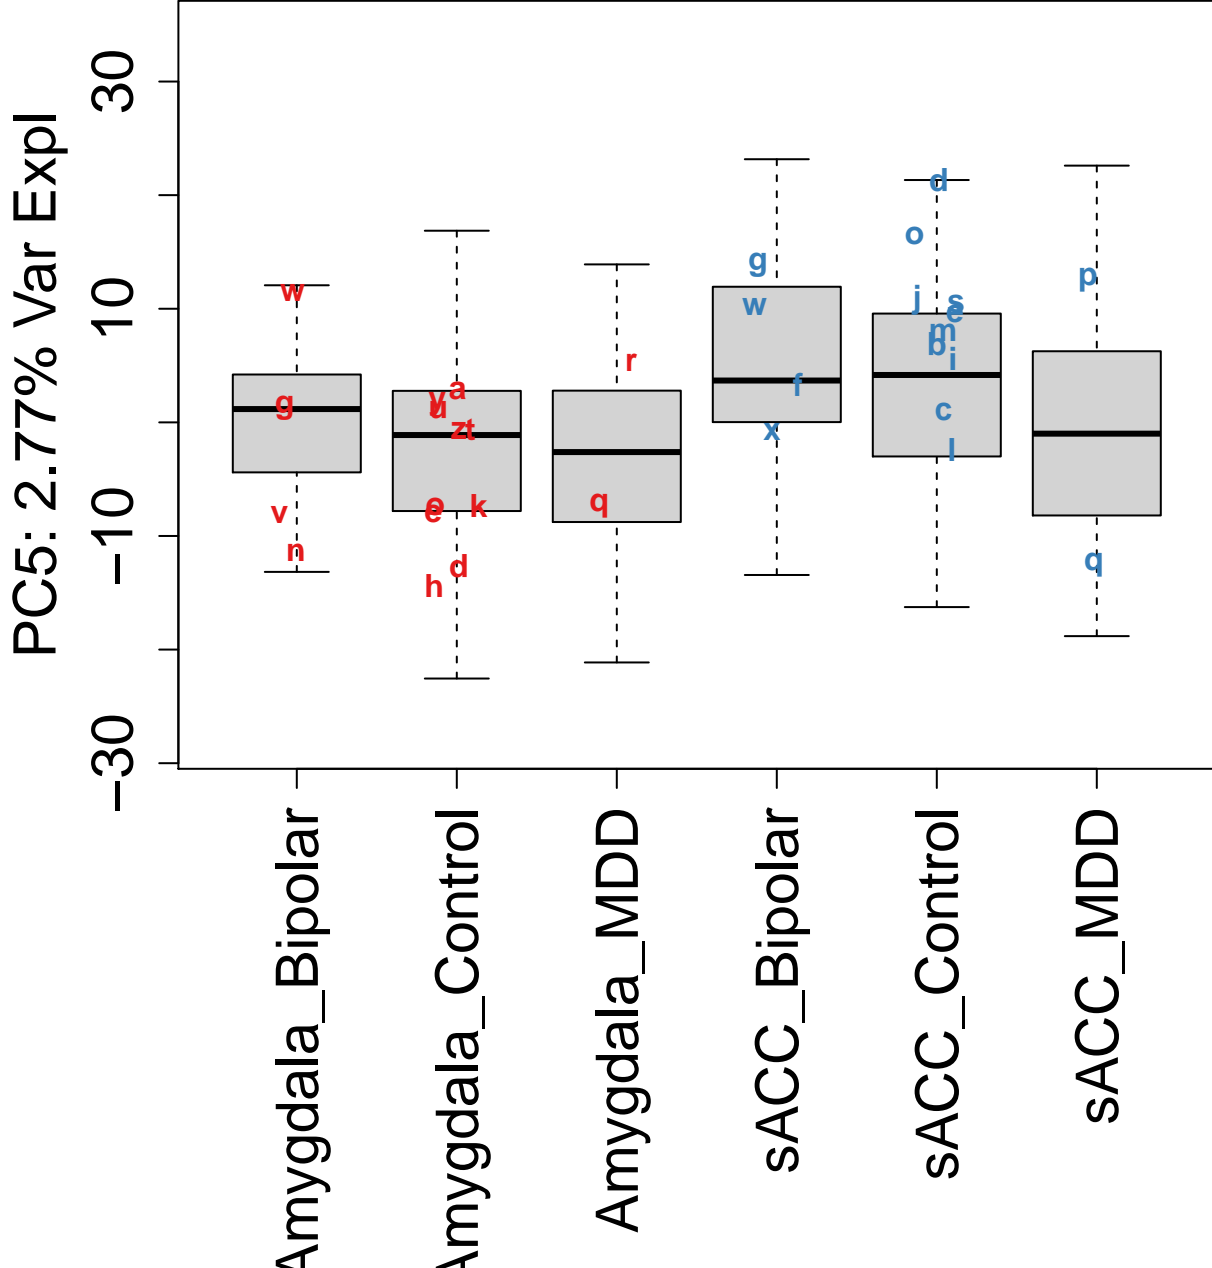 PC5: 2.77% Var Expl
30
10
−10
−30
w
g
v
n
a
y
u
z
t
o
e
k
d
h
r
q
g
w
f
x
d
o
j
s
e
m
b
i
c
l
p
q
Amygdala_Bipolar
Amygdala_Control
Amygdala_MDD
sACC_Bipolar
sACC_Control
sACC_MDD